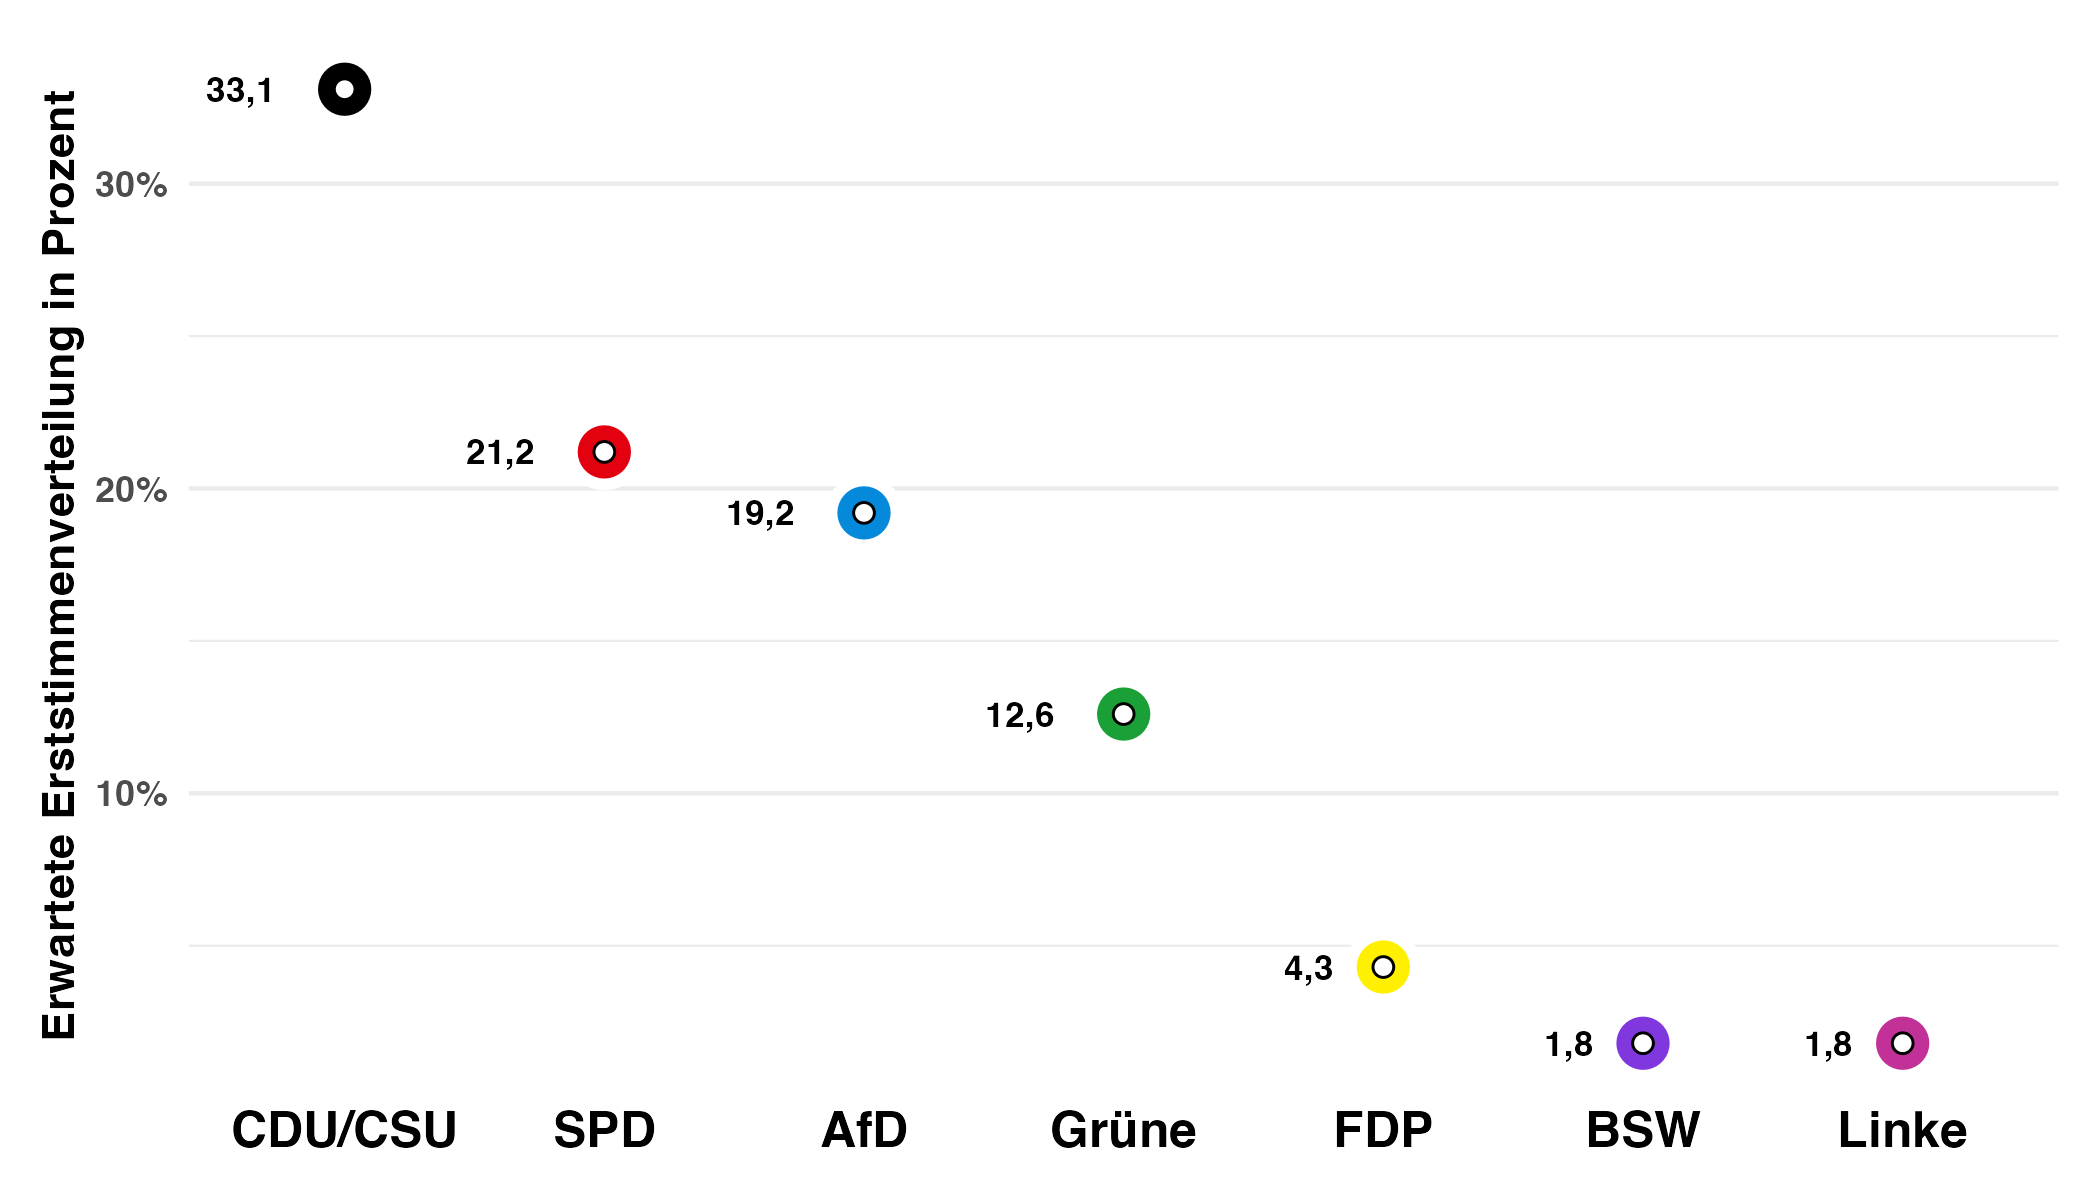 Erwartete Erststimmenverteilung in Prozent
30%
20%
10%
33,1
21,2
19,2
12,6
4,3
1,8
1,8
CDU/CSU
SPD
AfD
Grüne
FDP
BSW
Linke